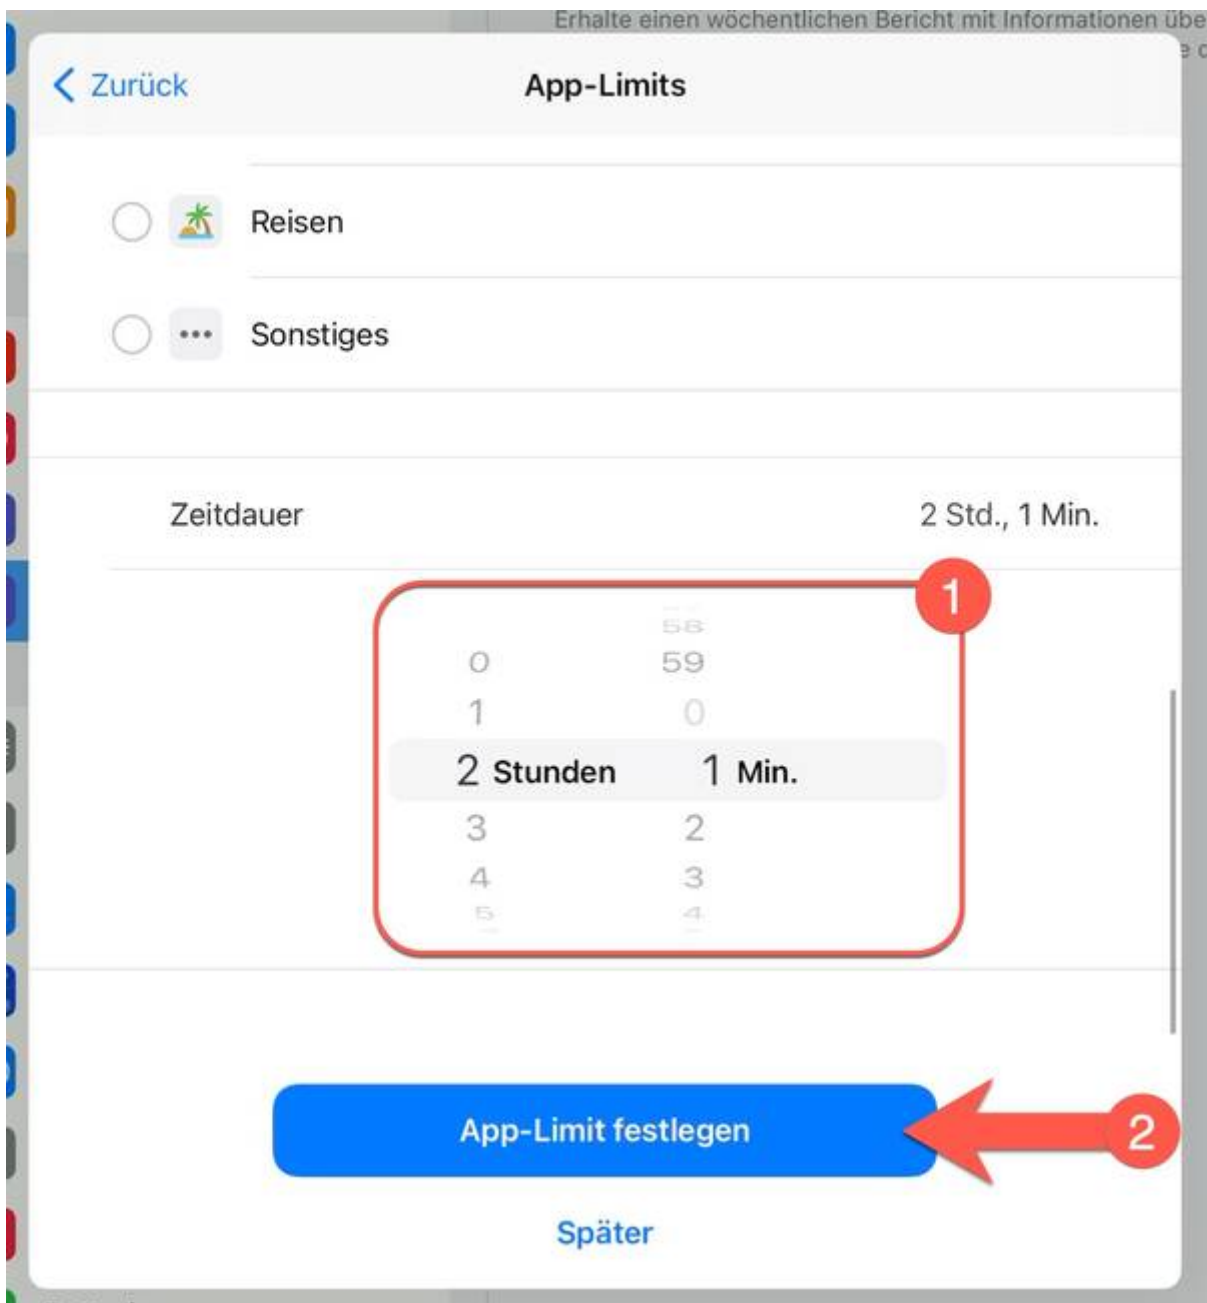 Erhalte einen wöchentlichen Bericht mit Informationen übe
Zurück
App-Limits
Reisen
Sonstiges
Zeitdauer
2 Std., 1 Min.
1
58
0 59
1 0
2 Stunden 1 Min.
3 2
4 3
5 4
App-Limit festlegen
2
Später